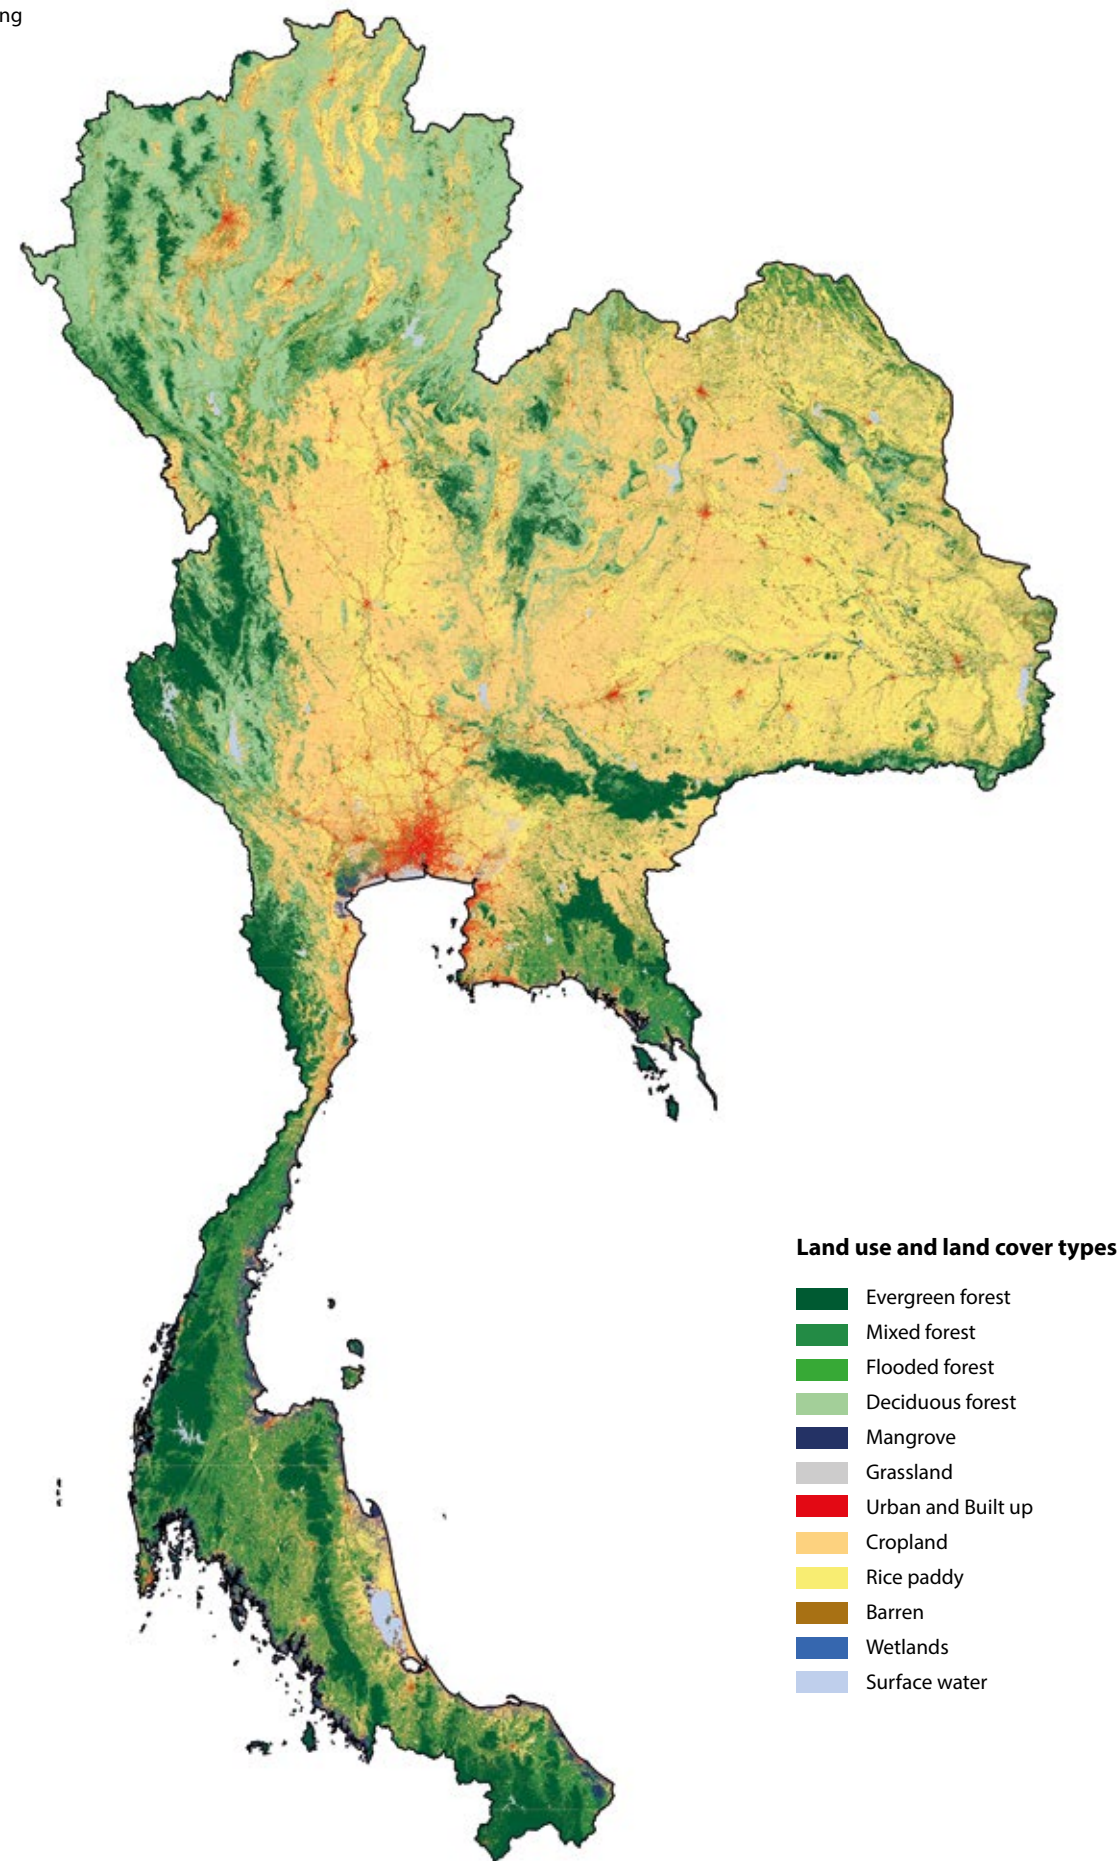 ng
Land use and land cover types
Evergreen forest
Mixed forest
Flooded forest
Deciduous forest
Mangrove
Grassland
Urban and Built up
Cropland
Rice paddy
Barren
Wetlands
Surface water